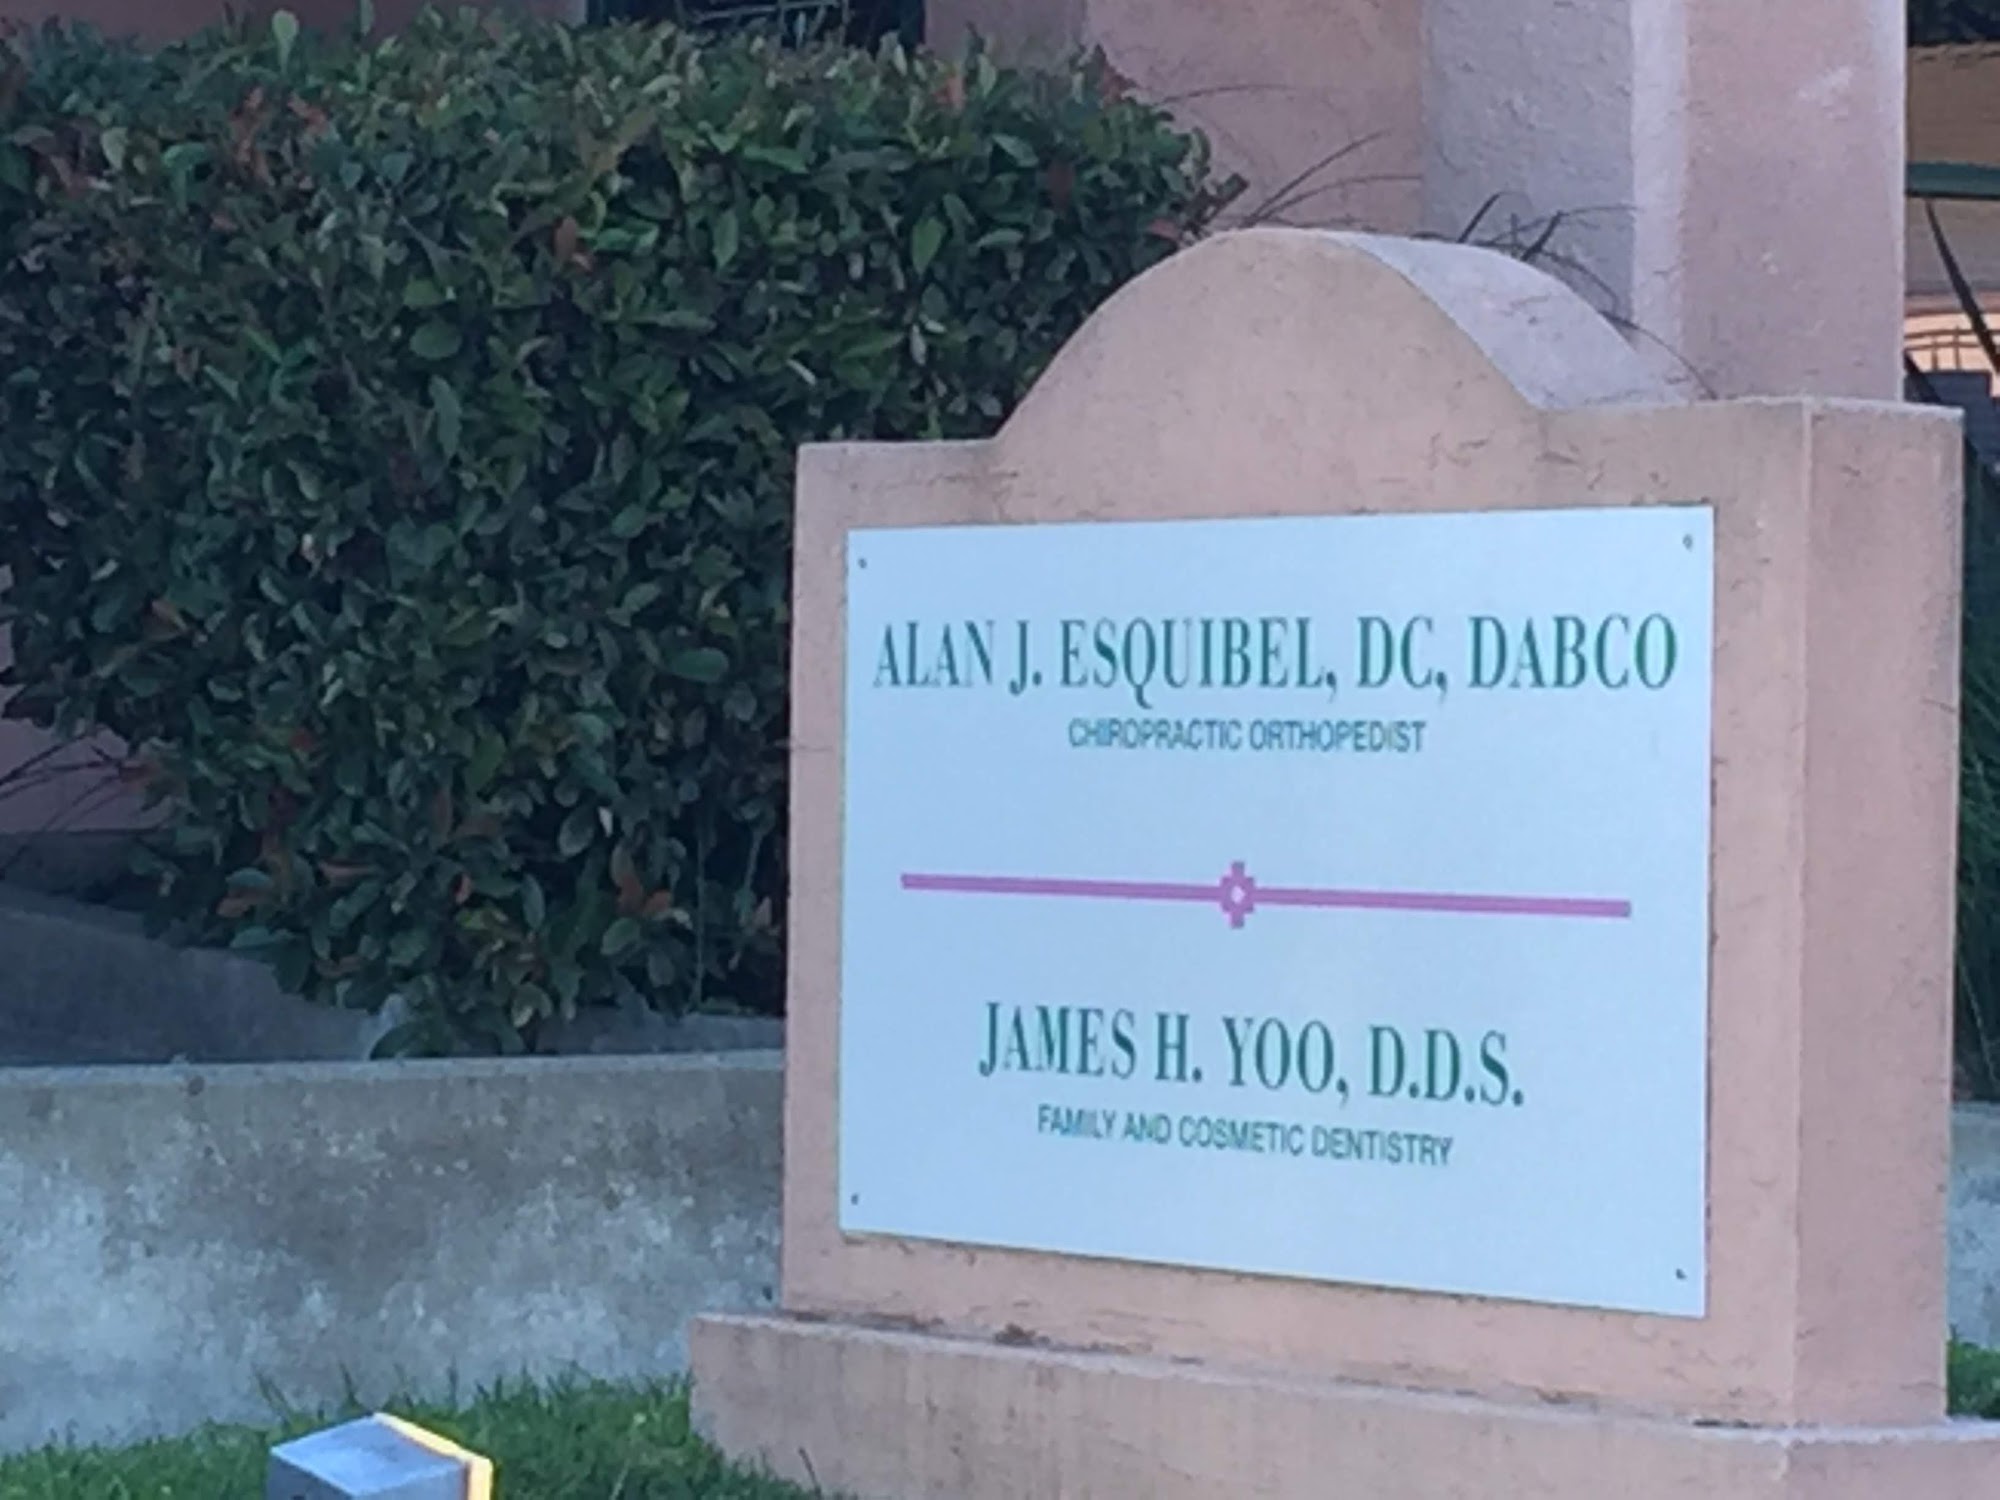 ALAN J. ESQUIBEL, DC, DABCO
CHIROPRACTIC ORTHOPEDIST
JAMES H. YOO, D.D.S.
FAMILY AND COSMETIC DENTISTRY